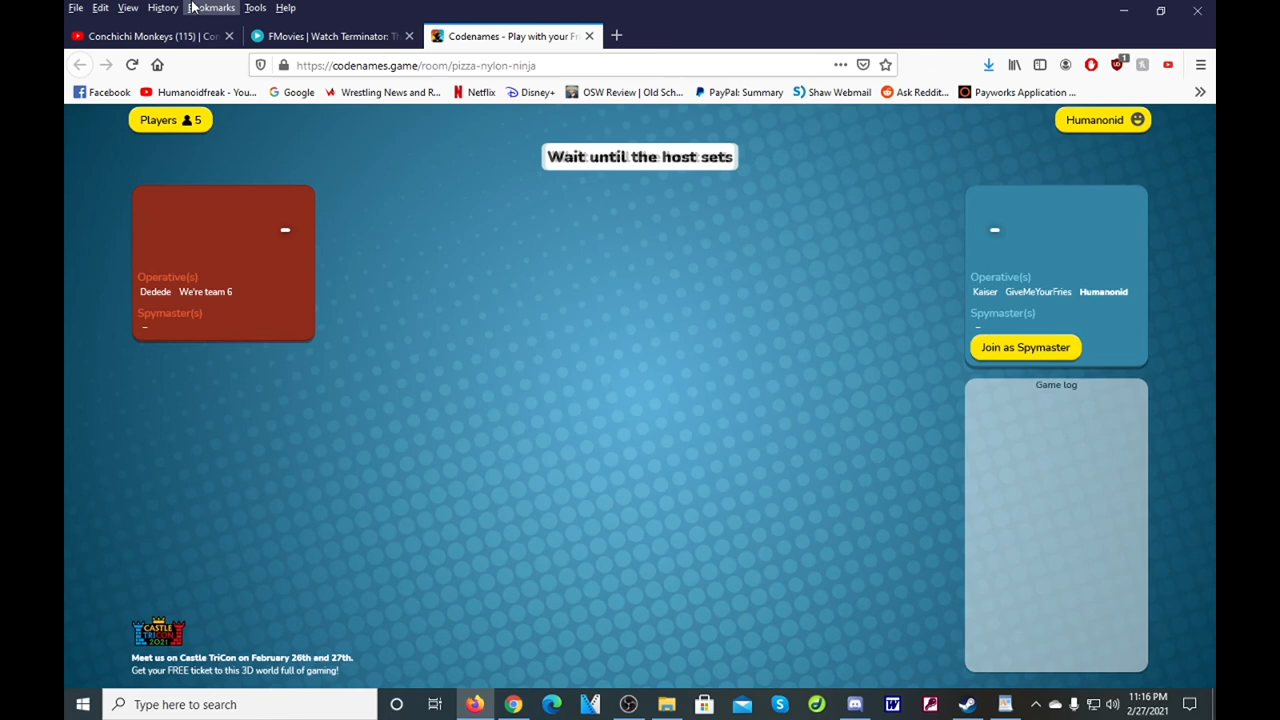 File Edit View History Bookmarks Tools Help
Conchichi Monkeys (115) | Con
FMovies | Watch Terminator: Th
Codenames - Play with your Fri
https://codenames.game/room/pizza-nylon-ninja
Facebook Humanoidfreak - You... Google Wrestling News and R... Netflix Disney+ OSW Review | Old Sch... PayPal: Summary Shaw Webmail Ask Reddit... Payworks Application ...
Players 5
Humanonid
Wait until the host sets
-
Operative(s)
Dedede We're team 6
Spymaster(s)
-
-
Operative(s)
Kaiser GiveMeYourFries Humanonid
Spymaster(s)
-
Join as Spymaster
Game log
CASTLE
TRICON
2021
Meet us on Castle TriCon on February 26th and 27th.
Get your FREE ticket to this 3D world full of gaming!
Type here to search
11:16 PM
2/27/2021